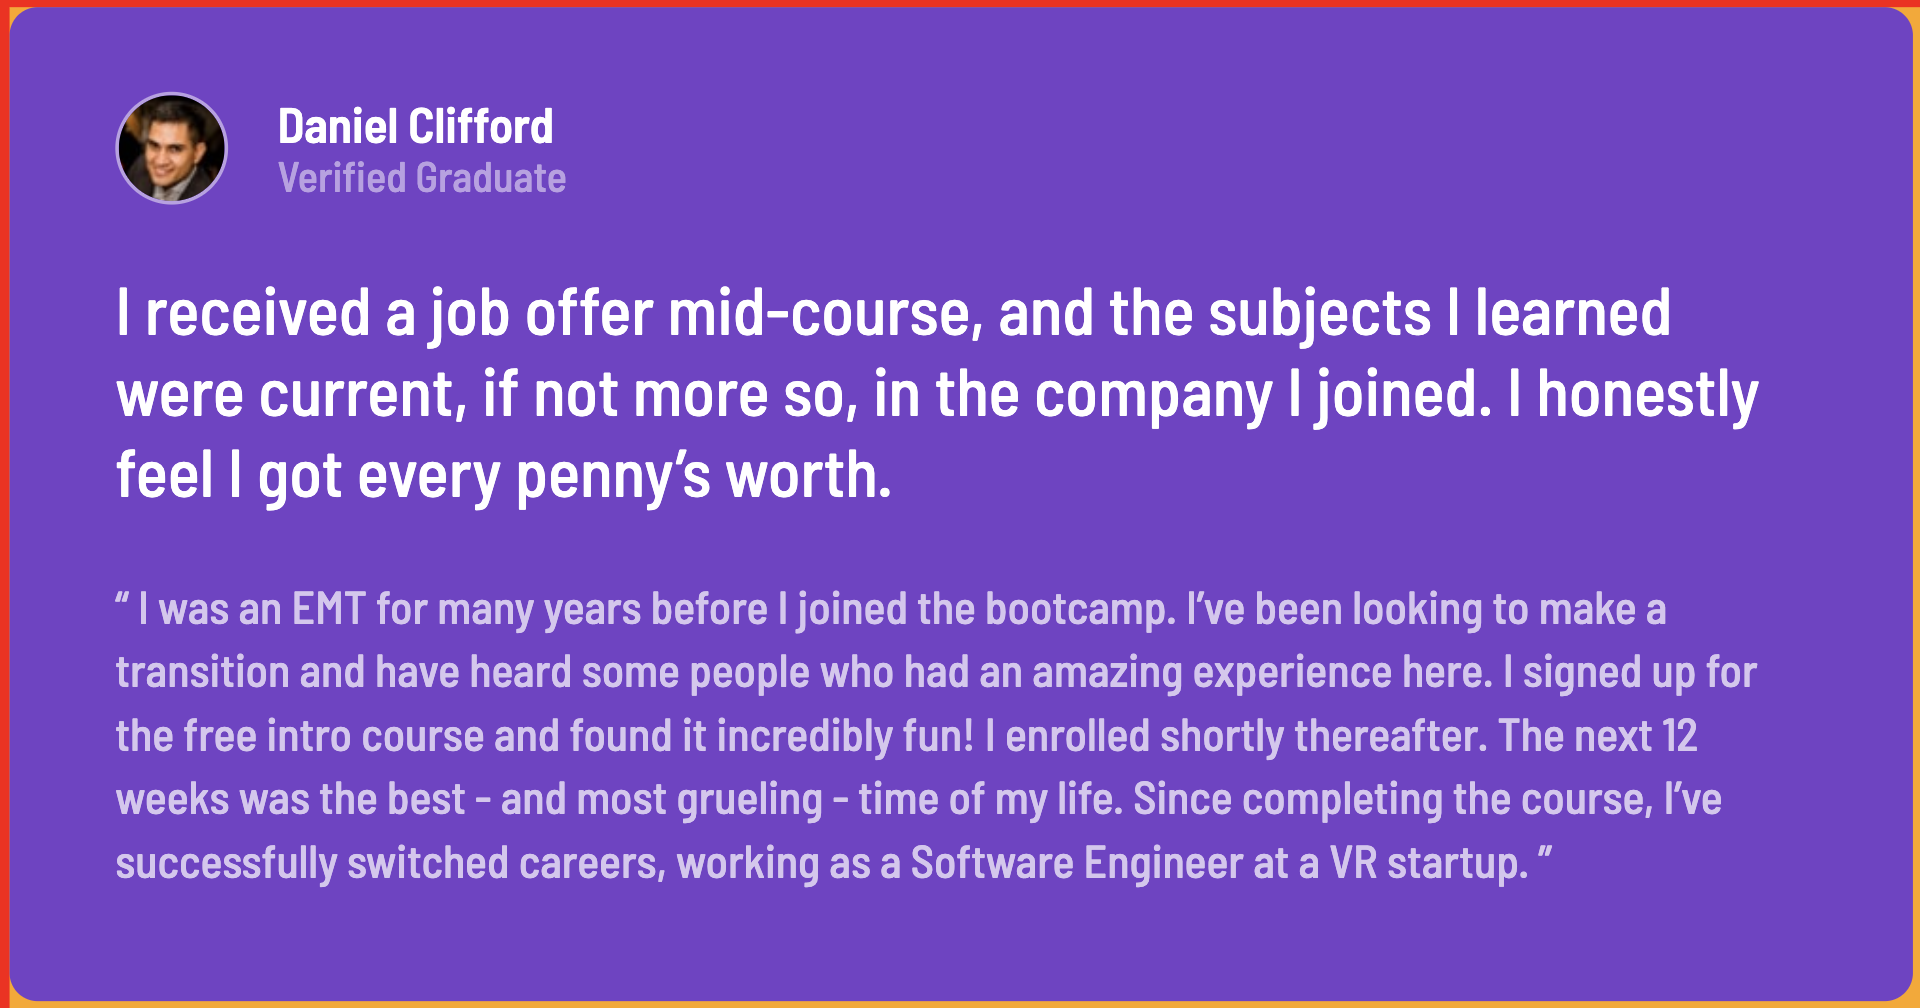 Daniel Clifford
Verified Graduate
I received a job offer mid-course, and the subjects I learned
were current, if not more so, in the company I joined. I honestly
feel I got every penny’s worth.
“ I was an EMT for many years before I joined the bootcamp. I’ve been looking to make a
transition and have heard some people who had an amazing experience here. I signed up for
the free intro course and found it incredibly fun! I enrolled shortly thereafter. The next 12
weeks was the best - and most grueling - time of my life. Since completing the course, I’ve
successfully switched careers, working as a Software Engineer at a VR startup. ”